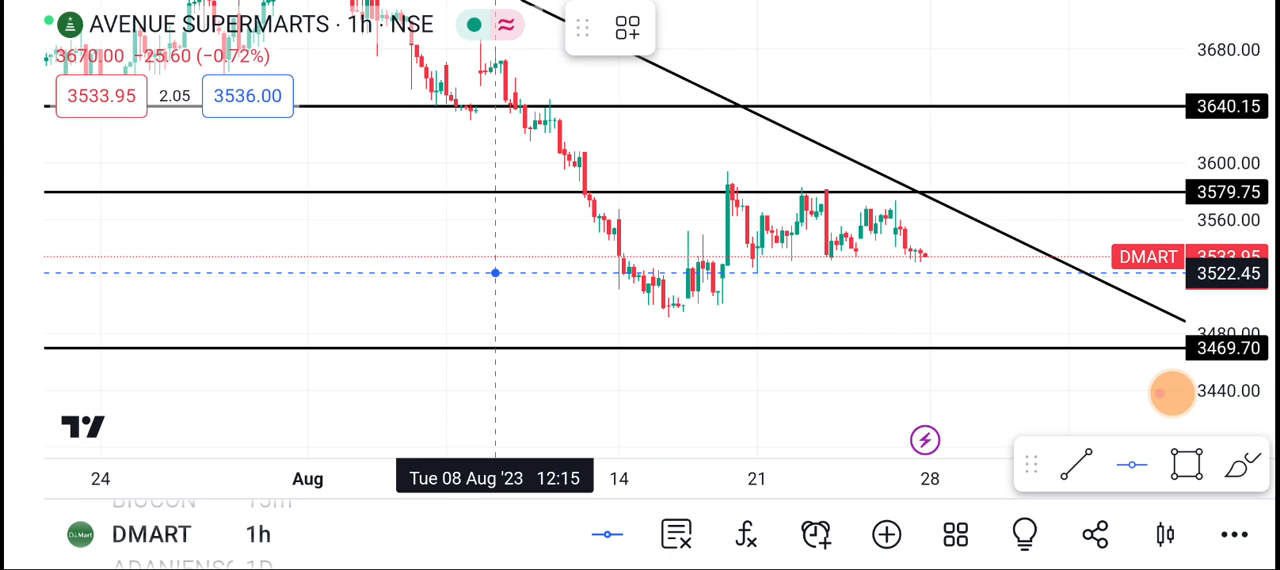 AVENUE SUPERMARTS · 1h · NSE
3670.00 −25.60 (−0.72%)
3533.95 2.05 3536.00
3680.00
3640.15
3600.00
3579.75
3560.00
DMART 3533.95
3522.45
3480.00
3469.70
3440.00
24 Aug Tue 08 Aug '23 12:15 14 21 28
BIOCON 15m
DMART 1h
ADANIENS( 1D